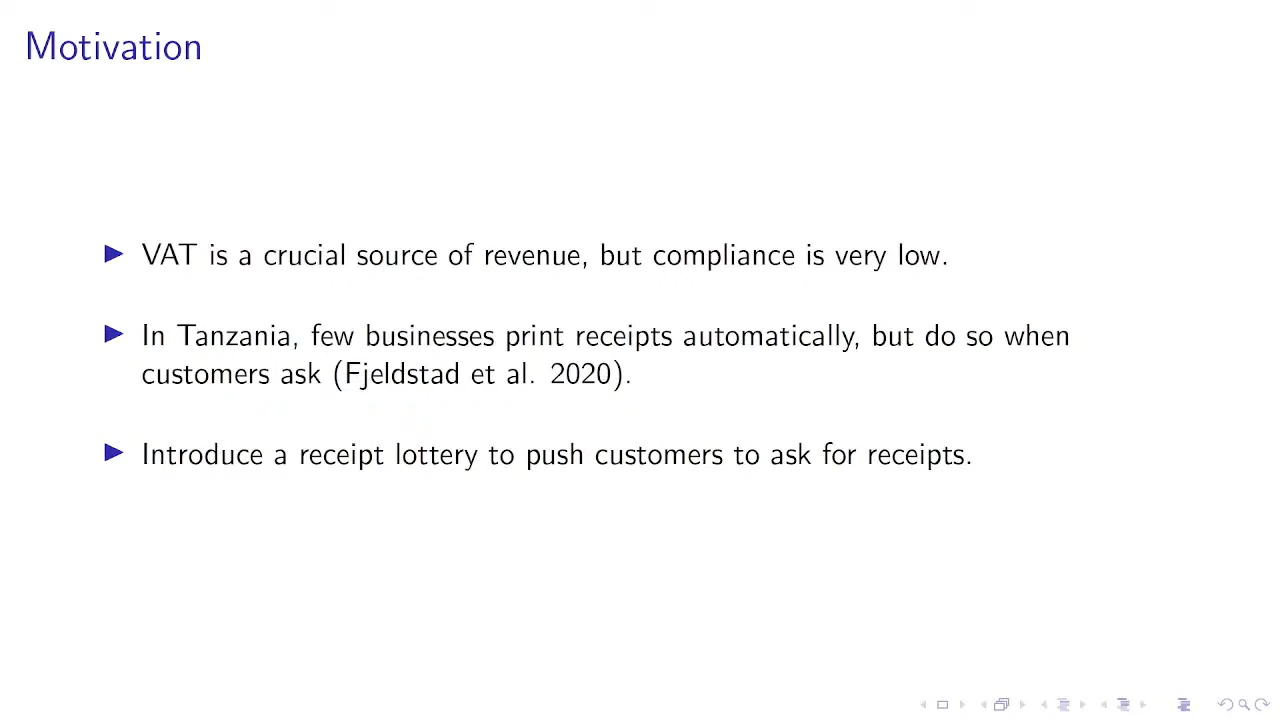 Motivation
VAT is a crucial source of revenue, but compliance is very low.
In Tanzania, few businesses print receipts automatically, but do so when
customers ask (Fjeldstad et al. 2020).
Introduce a receipt lottery to push customers to ask for receipts.